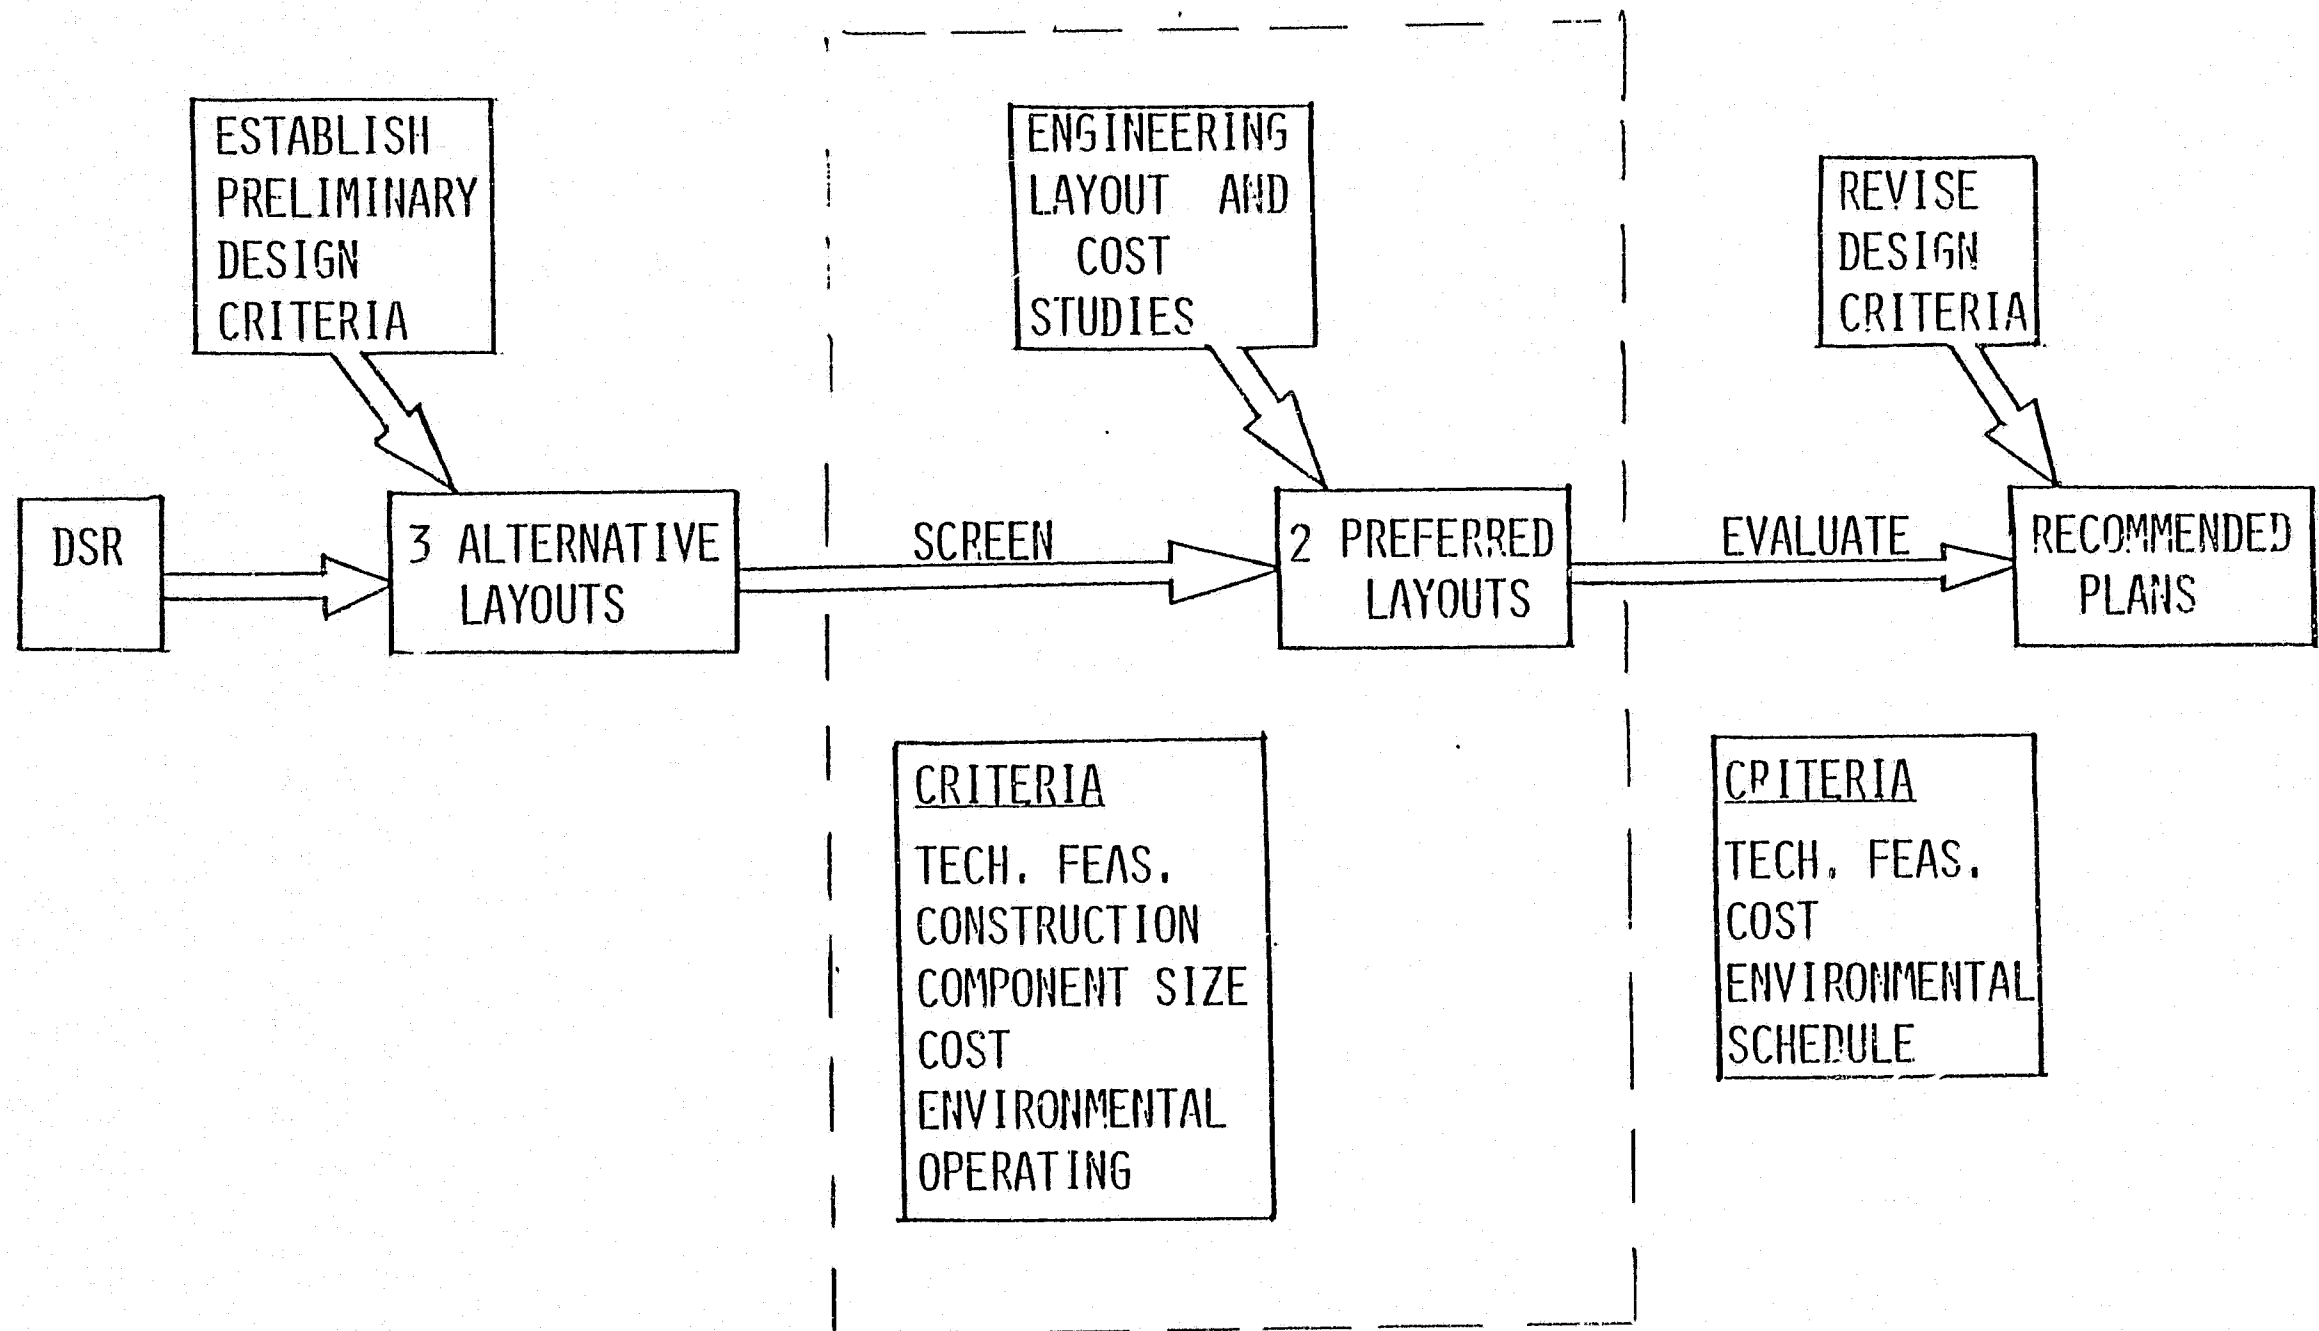 ESTABLISH
PRELIMINARY
DESIGN
CRITERIA
ENGINEERING
LAYOUT AND
COST
STUDIES
REVISE
DESIGN
CRITERIA
DSR
3 ALTERNATIVE
LAYOUTS
SCREEN
2 PREFERRED
LAYOUTS
EVALUATE
RECOMMENDED
PLANS
CRITERIA
TECH. FEAS.
CONSTRUCTION
COMPONENT SIZE
COST
ENVIRONMENTAL
OPERATING
CRITERIA
TECH. FEAS.
COST
ENVIRONMENTAL
SCHEDULE